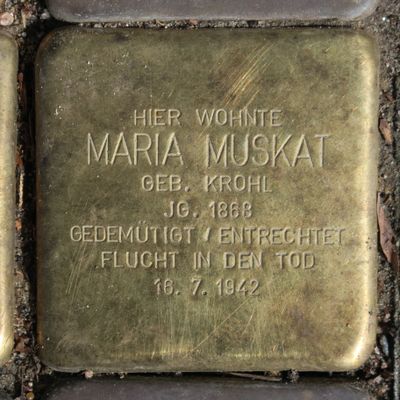 HIER WOHNTE
MARIA MUSKAT
GEB. KROHL
JG. 1868
GEDEMÜTIGT / ENTRECHTET
FLUCHT IN DEN TOD
16. 7. 1942